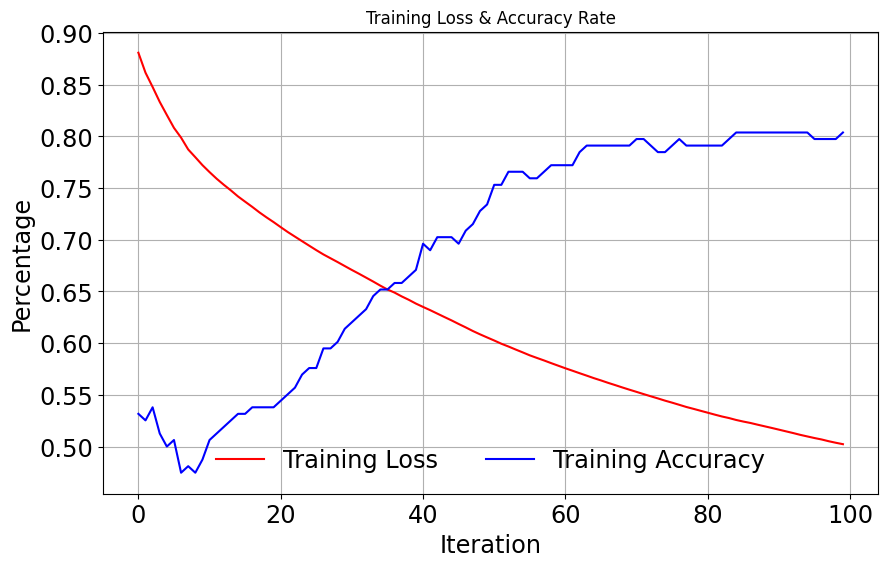 Training Loss & Accuracy Rate
0.90
0.85
0.80
0.75
0.70
0.65
0.60
0.55
0.50
Percentage
Training Loss Training Accuracy
0 20 40 60 80 100
Iteration